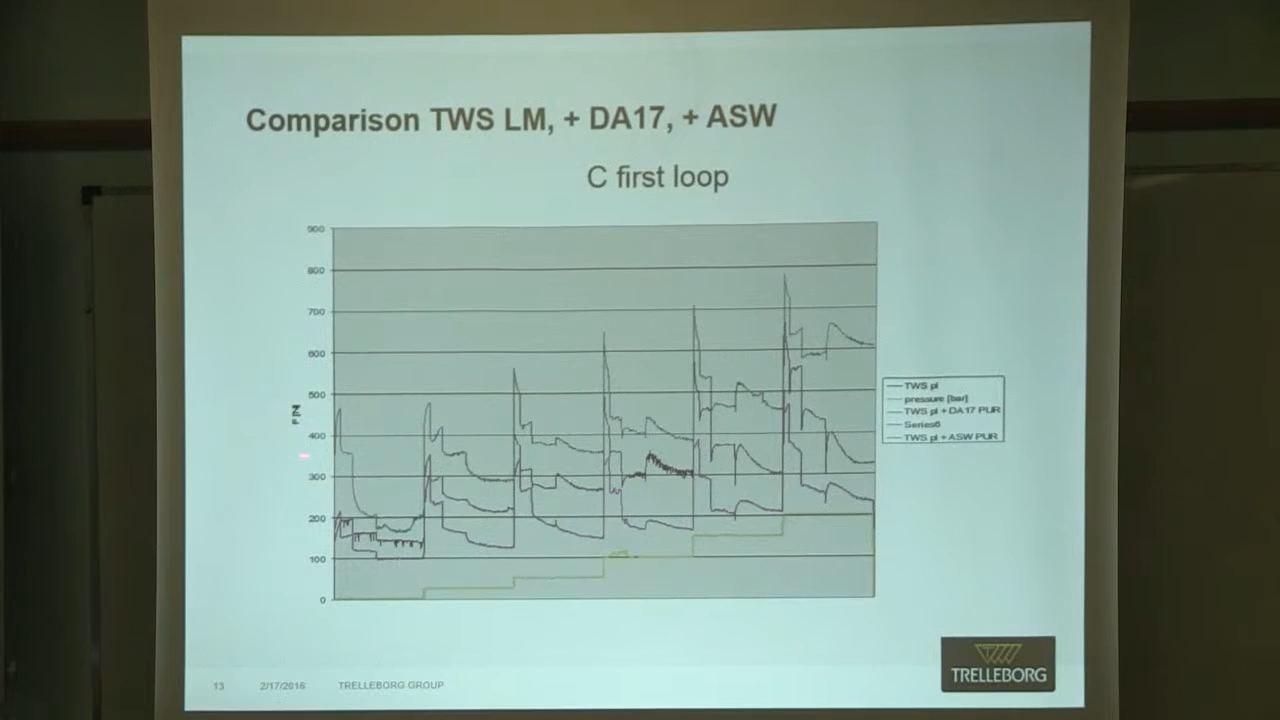 Comparison TWS LM, + DA17, + ASW
C first loop
900
800
700
600
500
400
300
200
100
0
F [N]
TWS pl
pressure [bar]
TWS pl + DA17 PUR
Series6
TWS pl + ASW PUR
13 2/17/2016 TRELLEBORG GROUP
TRELLEBORG